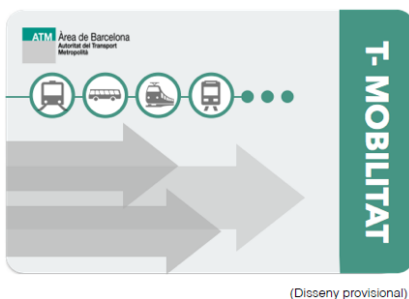 ATM Àrea de Barcelona
Autoritat del Transport
Metropolità
T- MOBILITAT
(Disseny provisional)